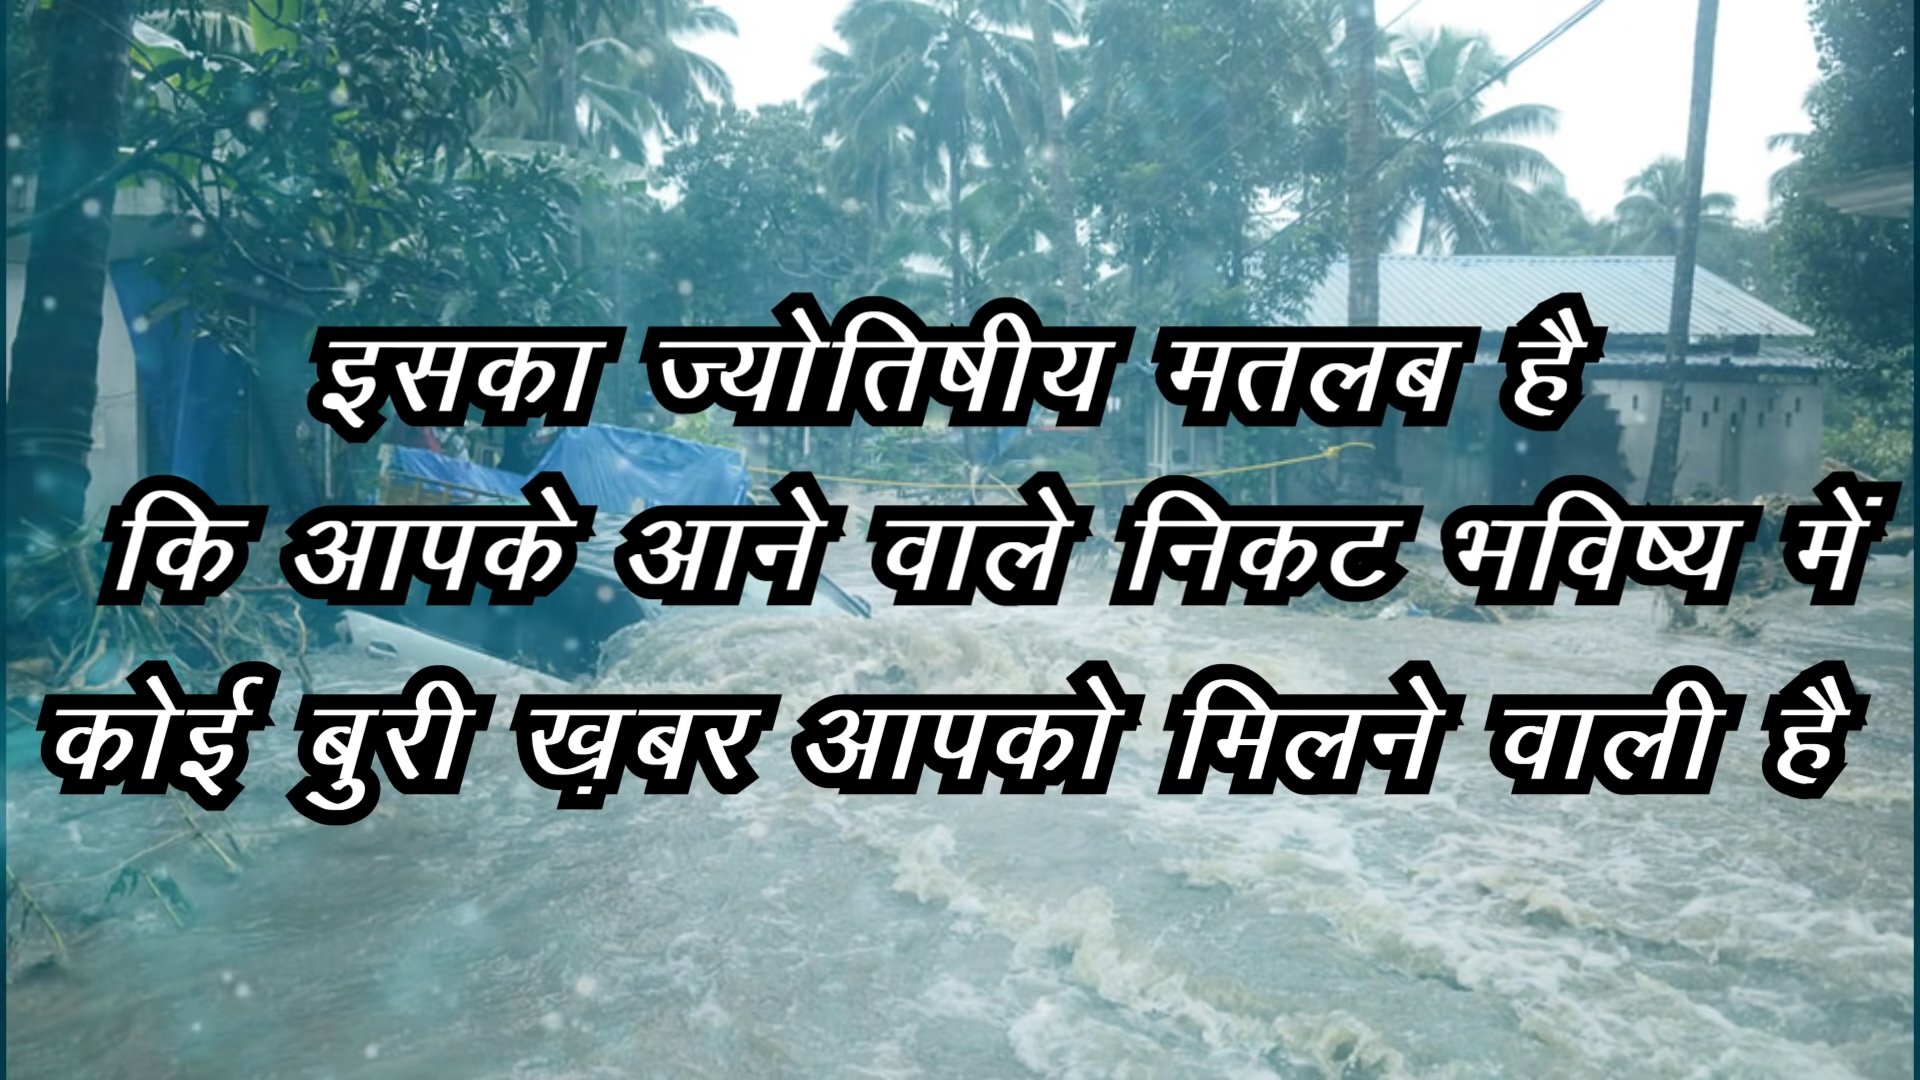 इसका ज्योतिषीय मतलब है
कि आपके आने वाले निकट भविष्य में
कोई बुरी ख़बर आपको मिलने वाली है